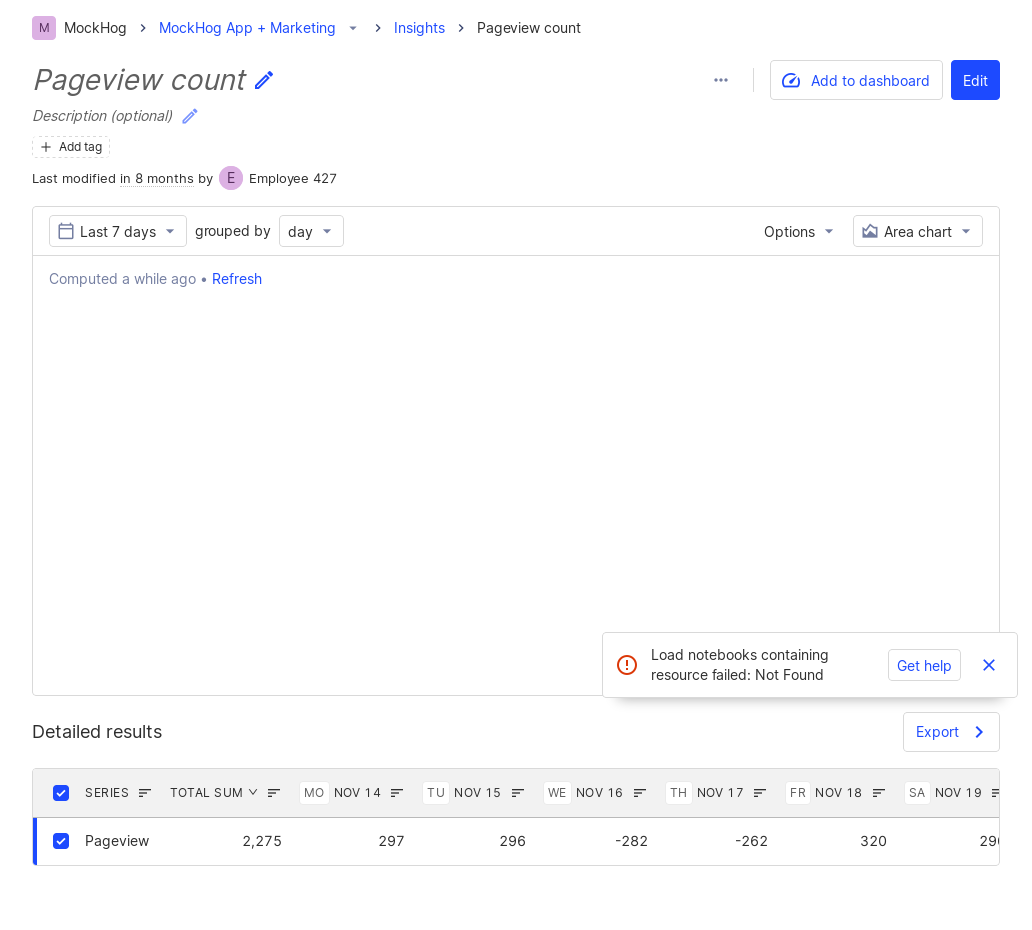 M MockHog MockHog App + Marketing Insights Pageview count
Pageview count
Add to dashboard Edit
Description (optional)
Add tag
Last modified in 8 months by E Employee 427
Last 7 days grouped by day Options Area chart
Computed a while ago • Refresh
Load notebooks containing
resource failed: Not Found
Get help
Detailed results Export
SERIES TOTAL SUM MO NOV 14 TU NOV 15 WE NOV 16 TH NOV 17 FR NOV 18 SA NOV 19
Pageview 2,275 297 296 -282 -262 320